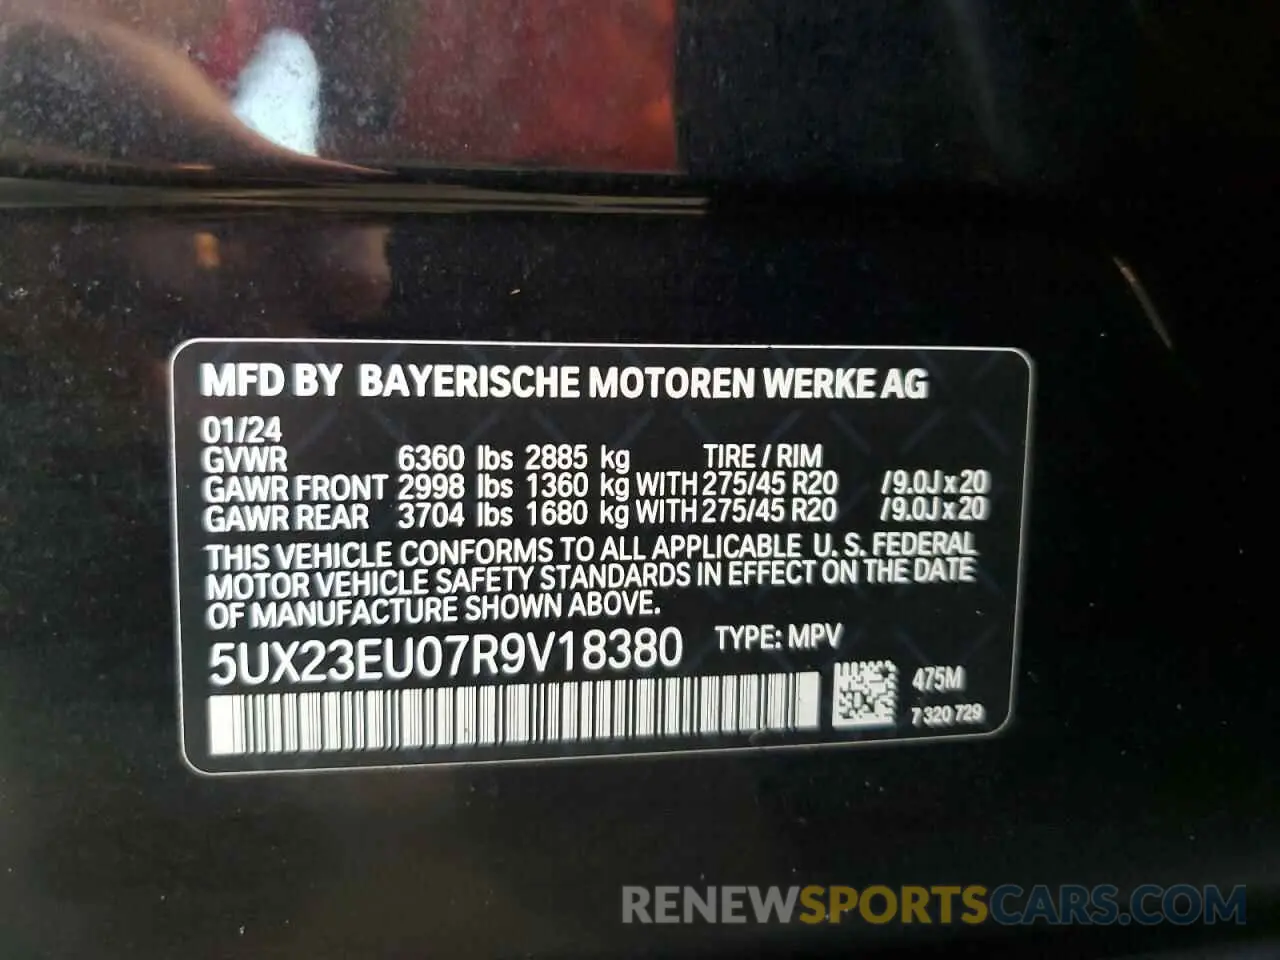 MFD BY BAYERISCHE MOTOREN WERKE AG
01/24
GVWR 6360 lbs 2885 kg TIRE / RIM
GAWR FRONT 2998 lbs 1360 kg WITH 275/45 R20 /9.0J x 20
GAWR REAR 3704 lbs 1680 kg WITH 275/45 R20 /9.0J x 20
THIS VEHICLE CONFORMS TO ALL APPLICABLE U. S. FEDERAL
MOTOR VEHICLE SAFETY STANDARDS IN EFFECT ON THE DATE
OF MANUFACTURE SHOWN ABOVE.
5UX23EU07R9V18380 TYPE: MPV
475M
7 320 729
RENEWSPORTSCARS.COM